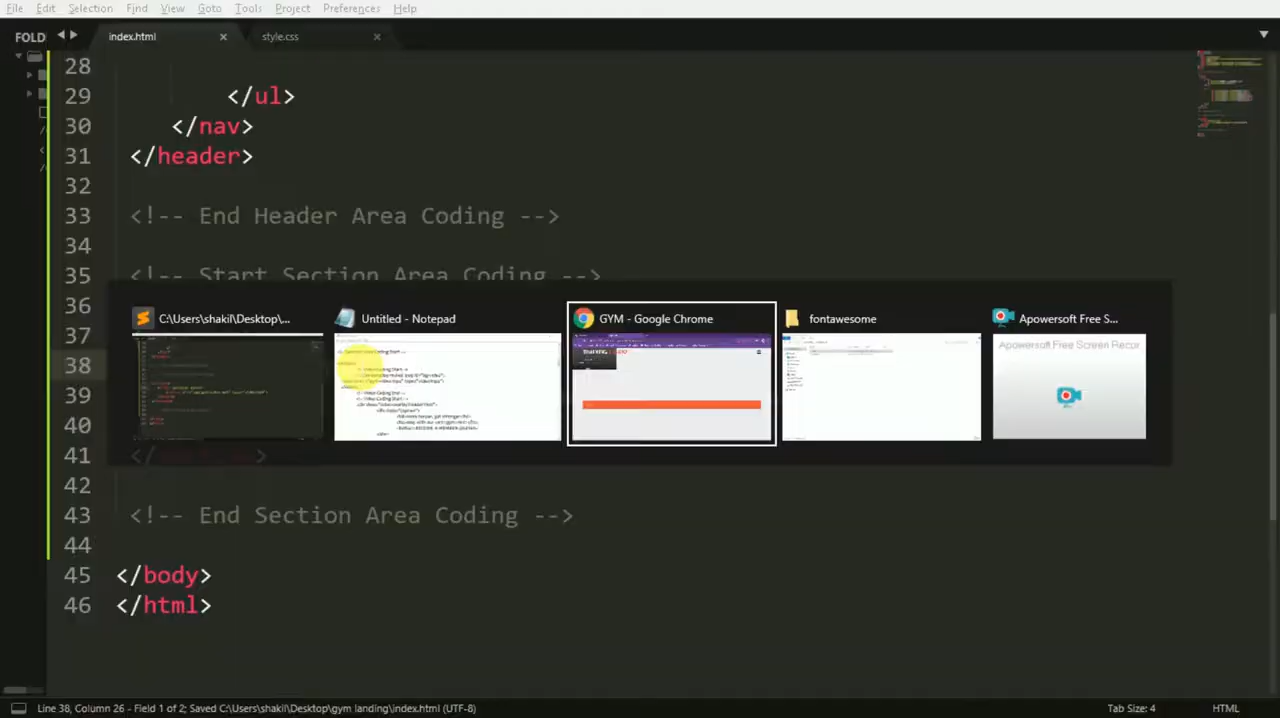 File Edit Selection Find View Goto Tools Project Preferences Help
FOLD
index.html
style.css
28
29 </ul>
30 </nav>
31 </header>
32
33 <!-- End Header Area Coding -->
34
35 <!-- Start Section Area Coding -->
36
37
38
39
40
41
42
43 <!-- End Section Area Coding -->
44
45 </body>
46 </html>
C:\Users\shakil\Desktop\...
Untitled - Notepad
GYM - Google Chrome
fontawesome
Apowersoft Free S...
Apowersoft Free Screen Recor
Line 38, Column 26 - Field 1 of 2; Saved C:\Users\shakil\Desktop\gym landing\index.html (UTF-8)
Tab Size: 4
HTML